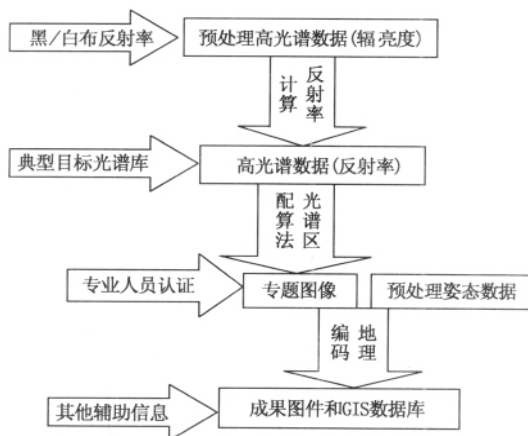 黑/白布反射率
预处理高光谱数据(辐亮度)
计算
反射率
典型目标光谱库
高光谱数据(反射率)
光谱区
配算法
专业人员认证
专题图像
预处理姿态数据
地理
编码
其他辅助信息
成果图件和GIS数据库